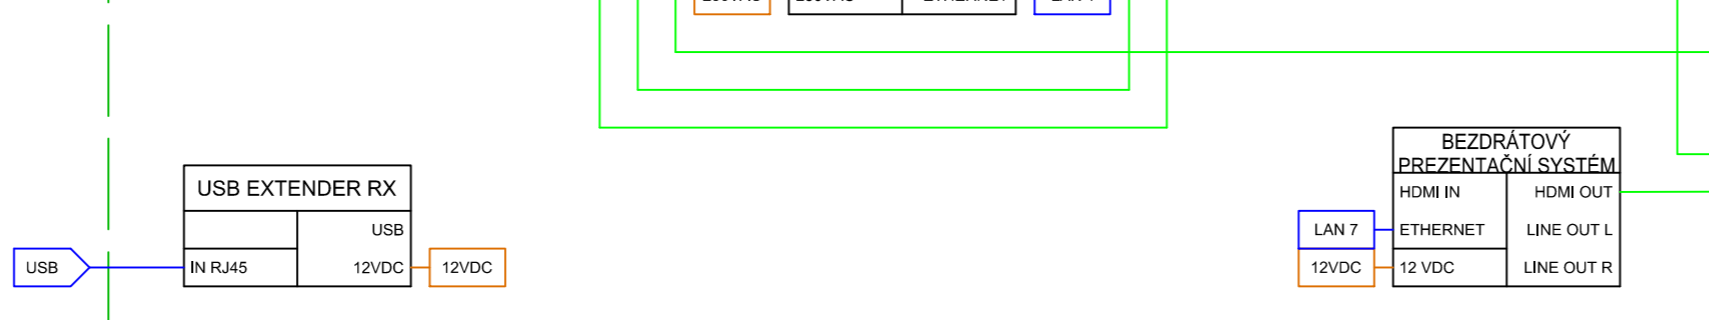 USB EXTENDER RX
USB
IN RJ45
12VDC
12VDC
USB
BEZDRÁTOVÝ
PREZENTAČNÍ SYSTÉM
HDMI IN
HDMI OUT
LAN 7
ETHERNET
LINE OUT L
12VDC
12 VDC
LINE OUT R